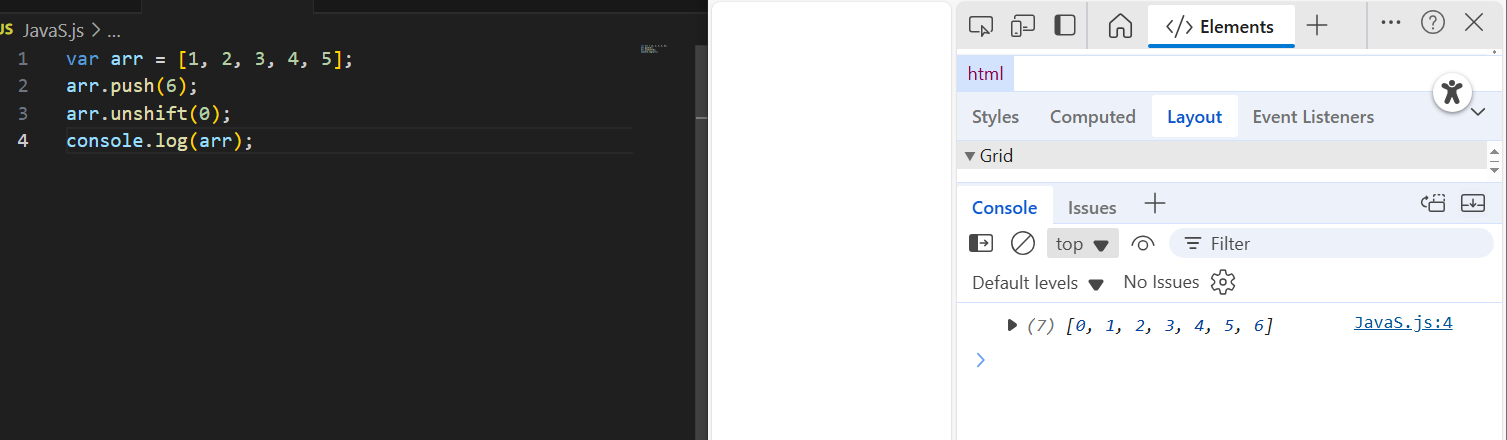 JS JavaS.js > ...
1 var arr = [1, 2, 3, 4, 5];
2 arr.push(6);
3 arr.unshift(0);
4 console.log(arr);
</> Elements
html
Styles Computed Layout Event Listeners
Grid
Console Issues
top Filter
Default levels No Issues
(7) [0, 1, 2, 3, 4, 5, 6] JavaS.js:4